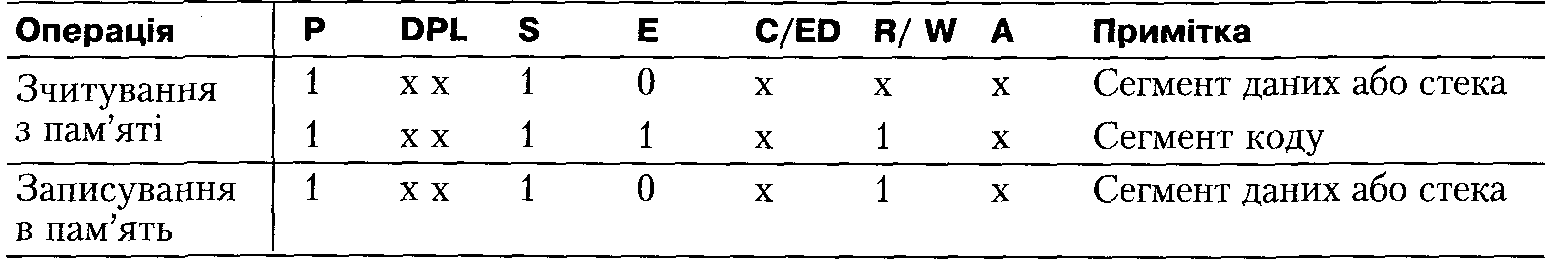 Операція P DPL S E C/ED R/ W A Примітка
Зчитування 1 x x 1 0 x x x Сегмент даних або стека
з пам'яті 1 x x 1 1 x 1 x Сегмент коду
Записування 1 x x 1 0 x 1 x Сегмент даних або стека
в пам'ять